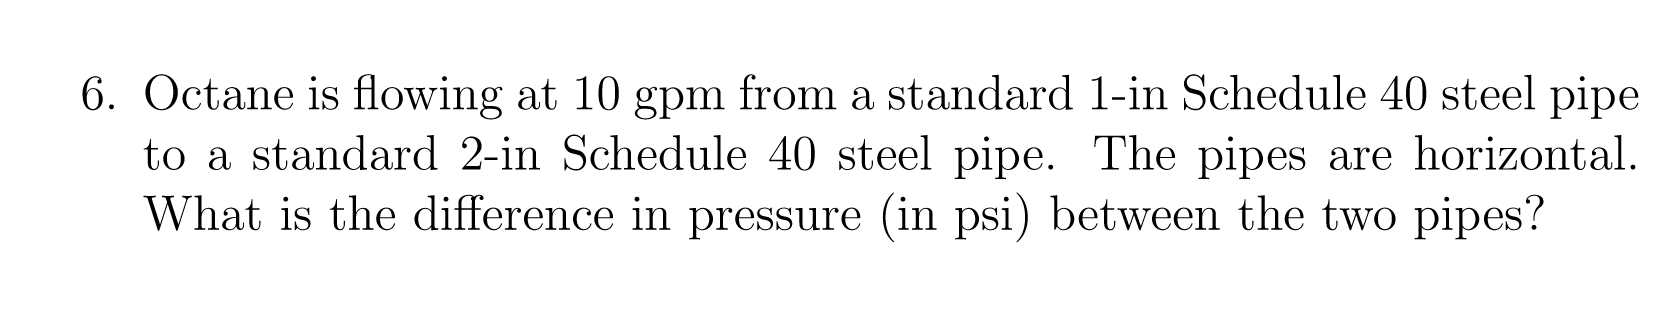 6. Octane is flowing at 10 gpm from a standard 1-in Schedule 40 steel pipe
to a standard 2-in Schedule 40 steel pipe. The pipes are horizontal.
What is the difference in pressure (in psi) between the two pipes?